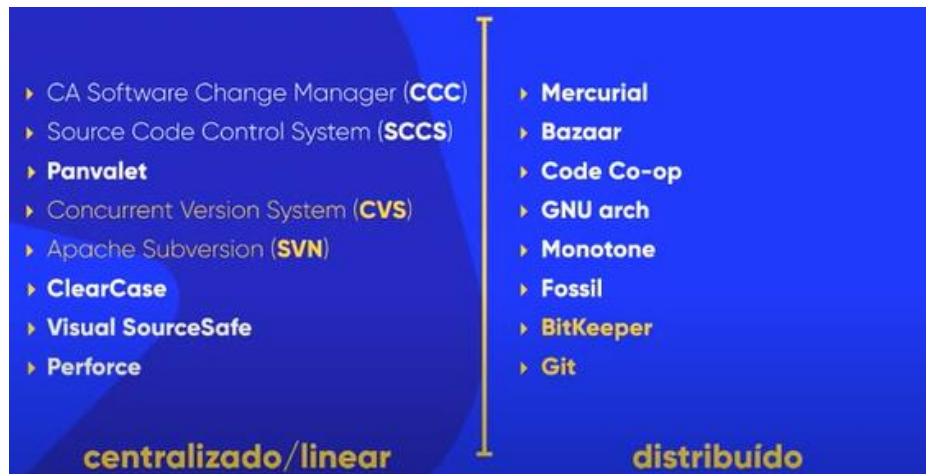 CA Software Change Manager (CCC)
Source Code Control System (SCCS)
Panvalet
Concurrent Version System (CVS)
Apache Subversion (SVN)
ClearCase
Visual SourceSafe
Perforce
centralizado/linear
Mercurial
Bazaar
Code Co-op
GNU arch
Monotone
Fossil
BitKeeper
Git
distribuído